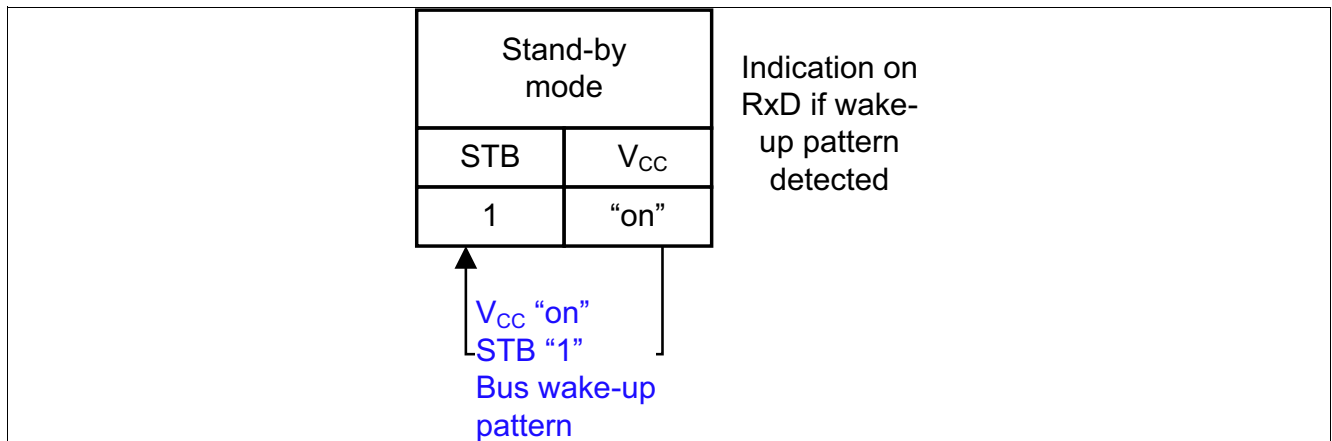 Stand-by
mode
Indication on
RxD if wake-
up pattern
detected
STB
VCC
1
“on”
VCC “on”
STB “1”
Bus wake-up
pattern